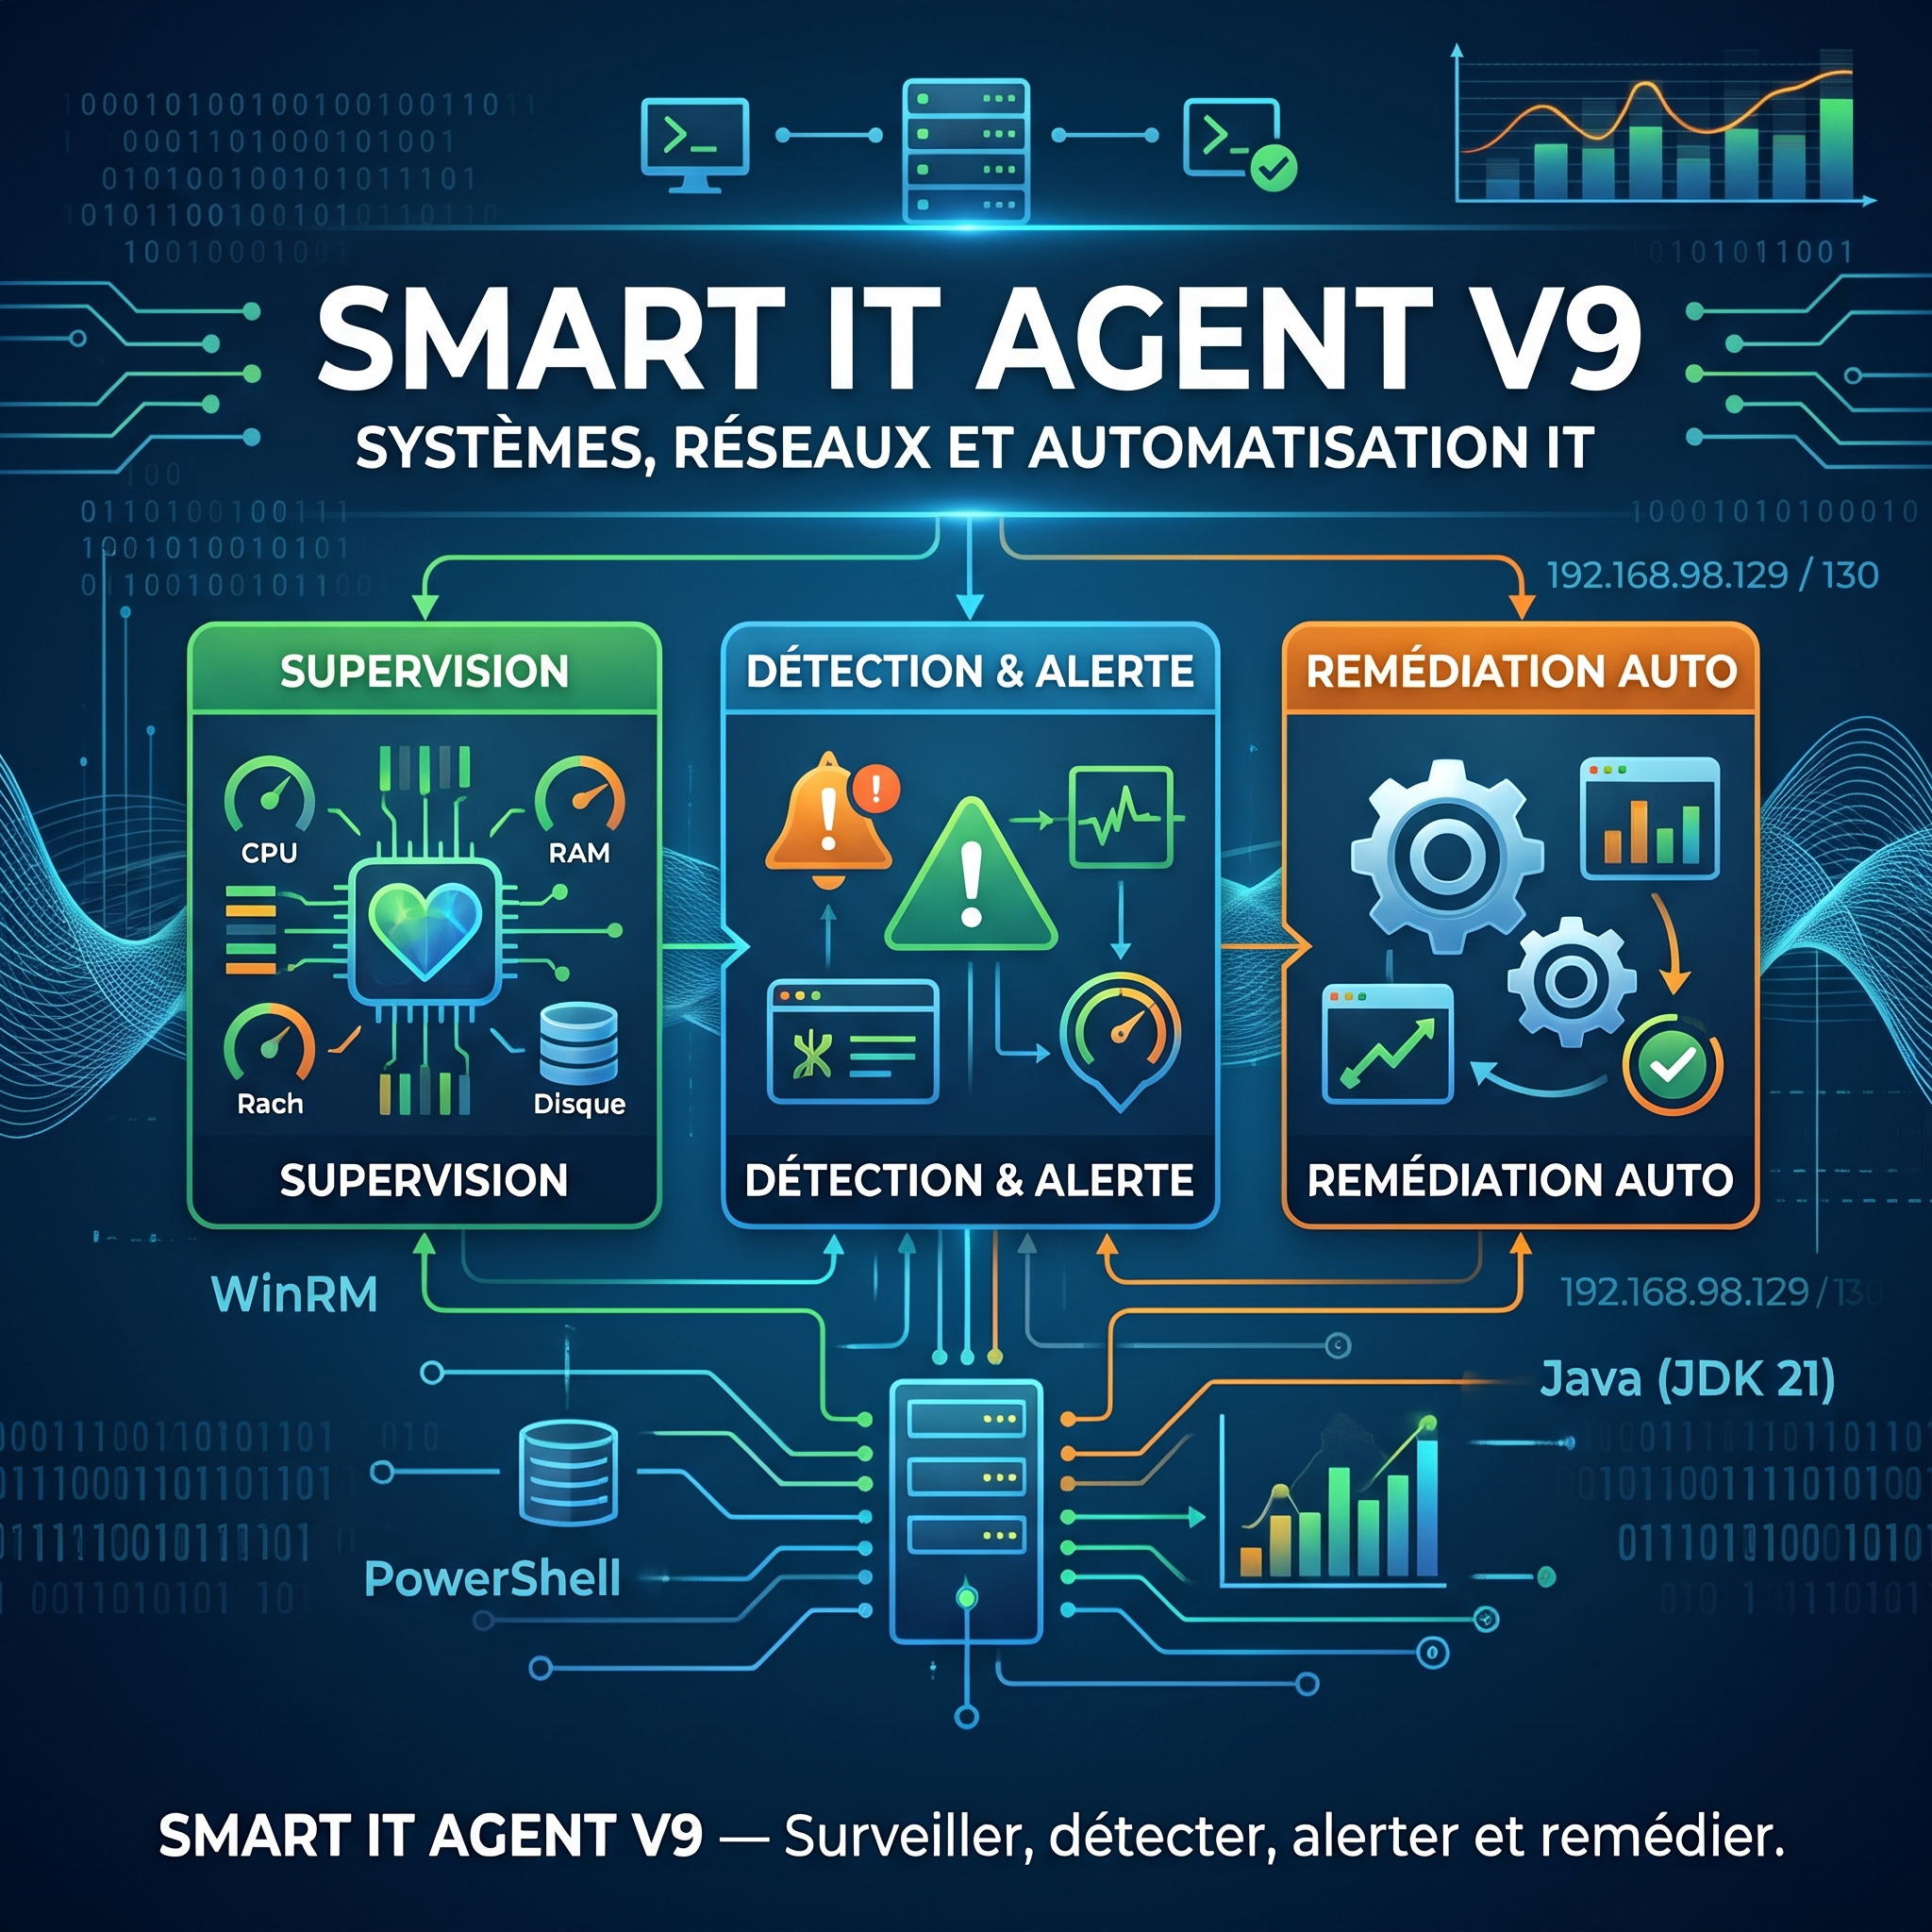 SMART IT AGENT V9
SYSTÈMES, RÉSEAUX ET AUTOMATISATION IT
192.168.98.129 / 130
SUPERVISION
DÉTECTION & ALERTE
REMÉDIATION AUTO
CPU
RAM
Rach
Disque
SUPERVISION
DÉTECTION & ALERTE
REMÉDIATION AUTO
WinRM
192.168.98.129 / 130
Java (JDK 21)
PowerShell
SMART IT AGENT V9 — Surveiller, détecter, alerter et remédier.